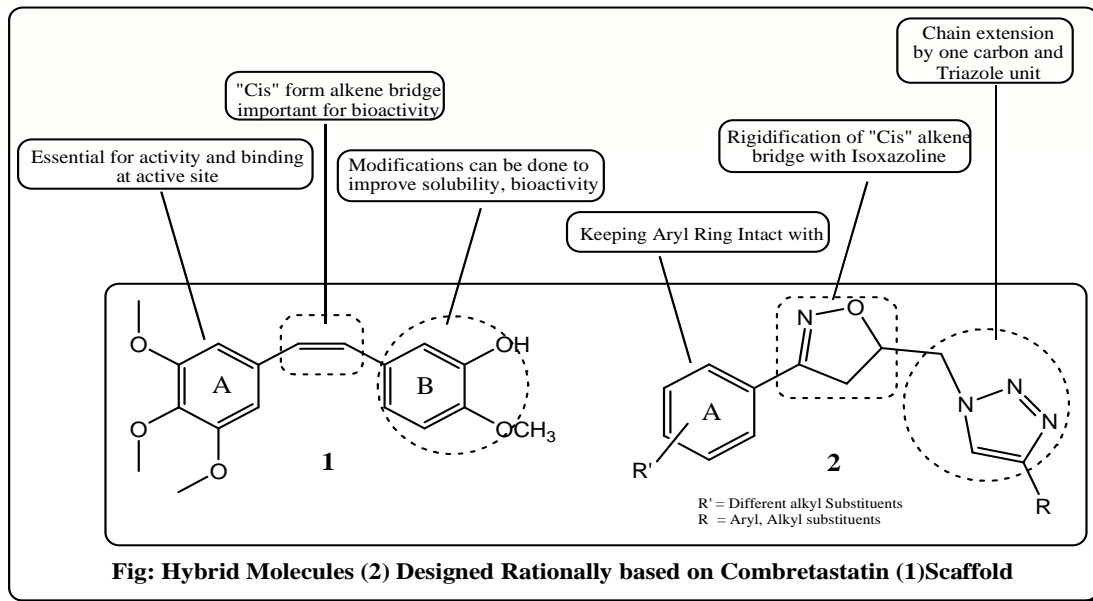 Chain extension
by one carbon and
Triazole unit
"Cis" form alkene bridge
important for bioactivity
Rigidification of "Cis" alkene
bridge with Isoxazoline
Essential for activity and binding
at active site
Modifications can be done to
improve solubility, bioactivity
Keeping Aryl Ring Intact with
O
O
O
A
B
OH
OCH3
1
N
O
A
R'
N
N
N
R
2
R' = Different alkyl Substituents
R = Aryl, Alkyl substituents
Fig: Hybrid Molecules (2) Designed Rationally based on Combretastatin (1)Scaffold